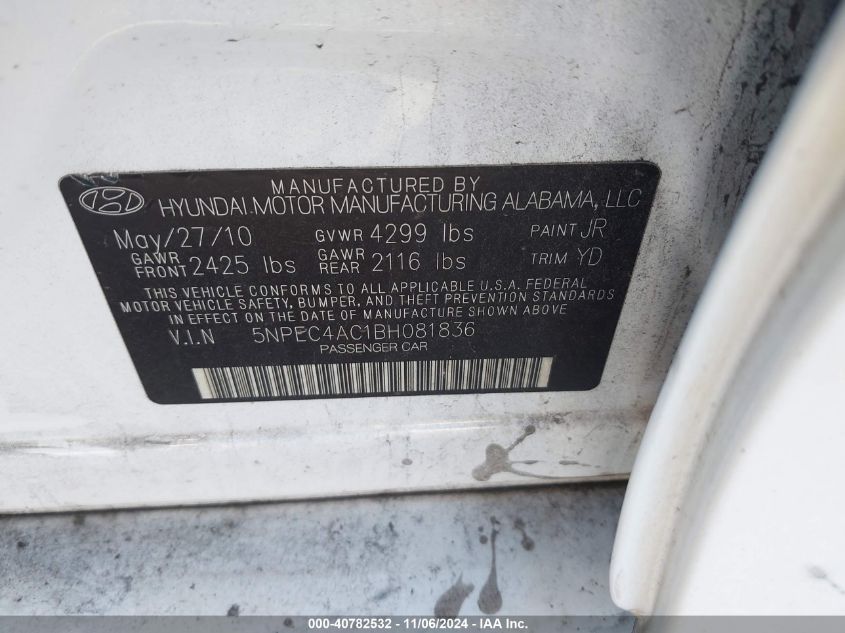 MANUFACTURED BY
HYUNDAI MOTOR MANUFACTURING ALABAMA, LLC
May/27/10 GVWR 4299 lbs PAINT JR
GAWR FRONT 2425 lbs GAWR REAR 2116 lbs TRIM YD
THIS VEHICLE CONFORMS TO ALL APPLICABLE U.S.A. FEDERAL
MOTOR VEHICLE SAFETY, BUMPER, AND THEFT PREVENTION STANDARDS
IN EFFECT ON THE DATE OF MANUFACTURE SHOWN ABOVE.
V.I.N 5NPEC4AC1BH081836
PASSENGER CAR
000-40782532 - 11/06/2024 - IAA Inc.